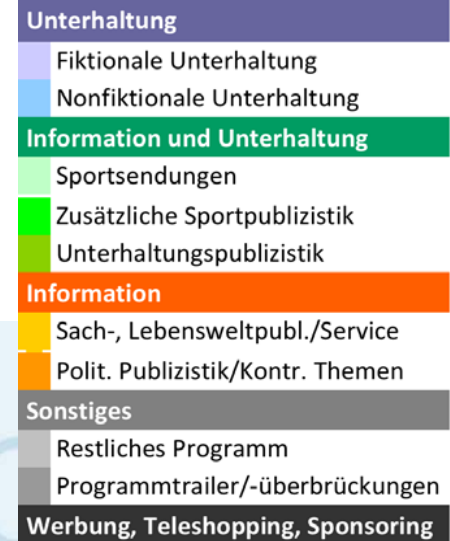 Unterhaltung
Fiktionale Unterhaltung
Nonfiktionale Unterhaltung
Information und Unterhaltung
Sportsendungen
Zusätzliche Sportpublizistik
Unterhaltungspublizistik
Information
Sach-, Lebensweltpubl./Service
Polit. Publizistik/Kontr. Themen
Sonstiges
Restliches Programm
Programmtrailer/-überbrückungen
Werbung, Teleshopping, Sponsoring